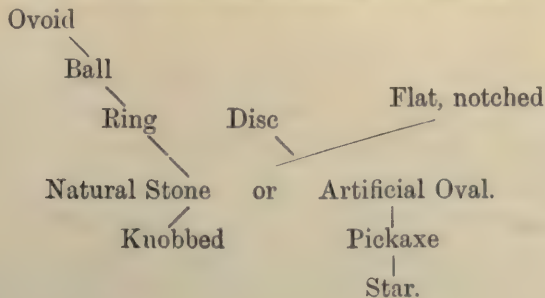 Ovoid
Ball
Flat, notched
Ring Disc
Natural Stone or Artificial Oval.
Knobbed Pickaxe
Star.